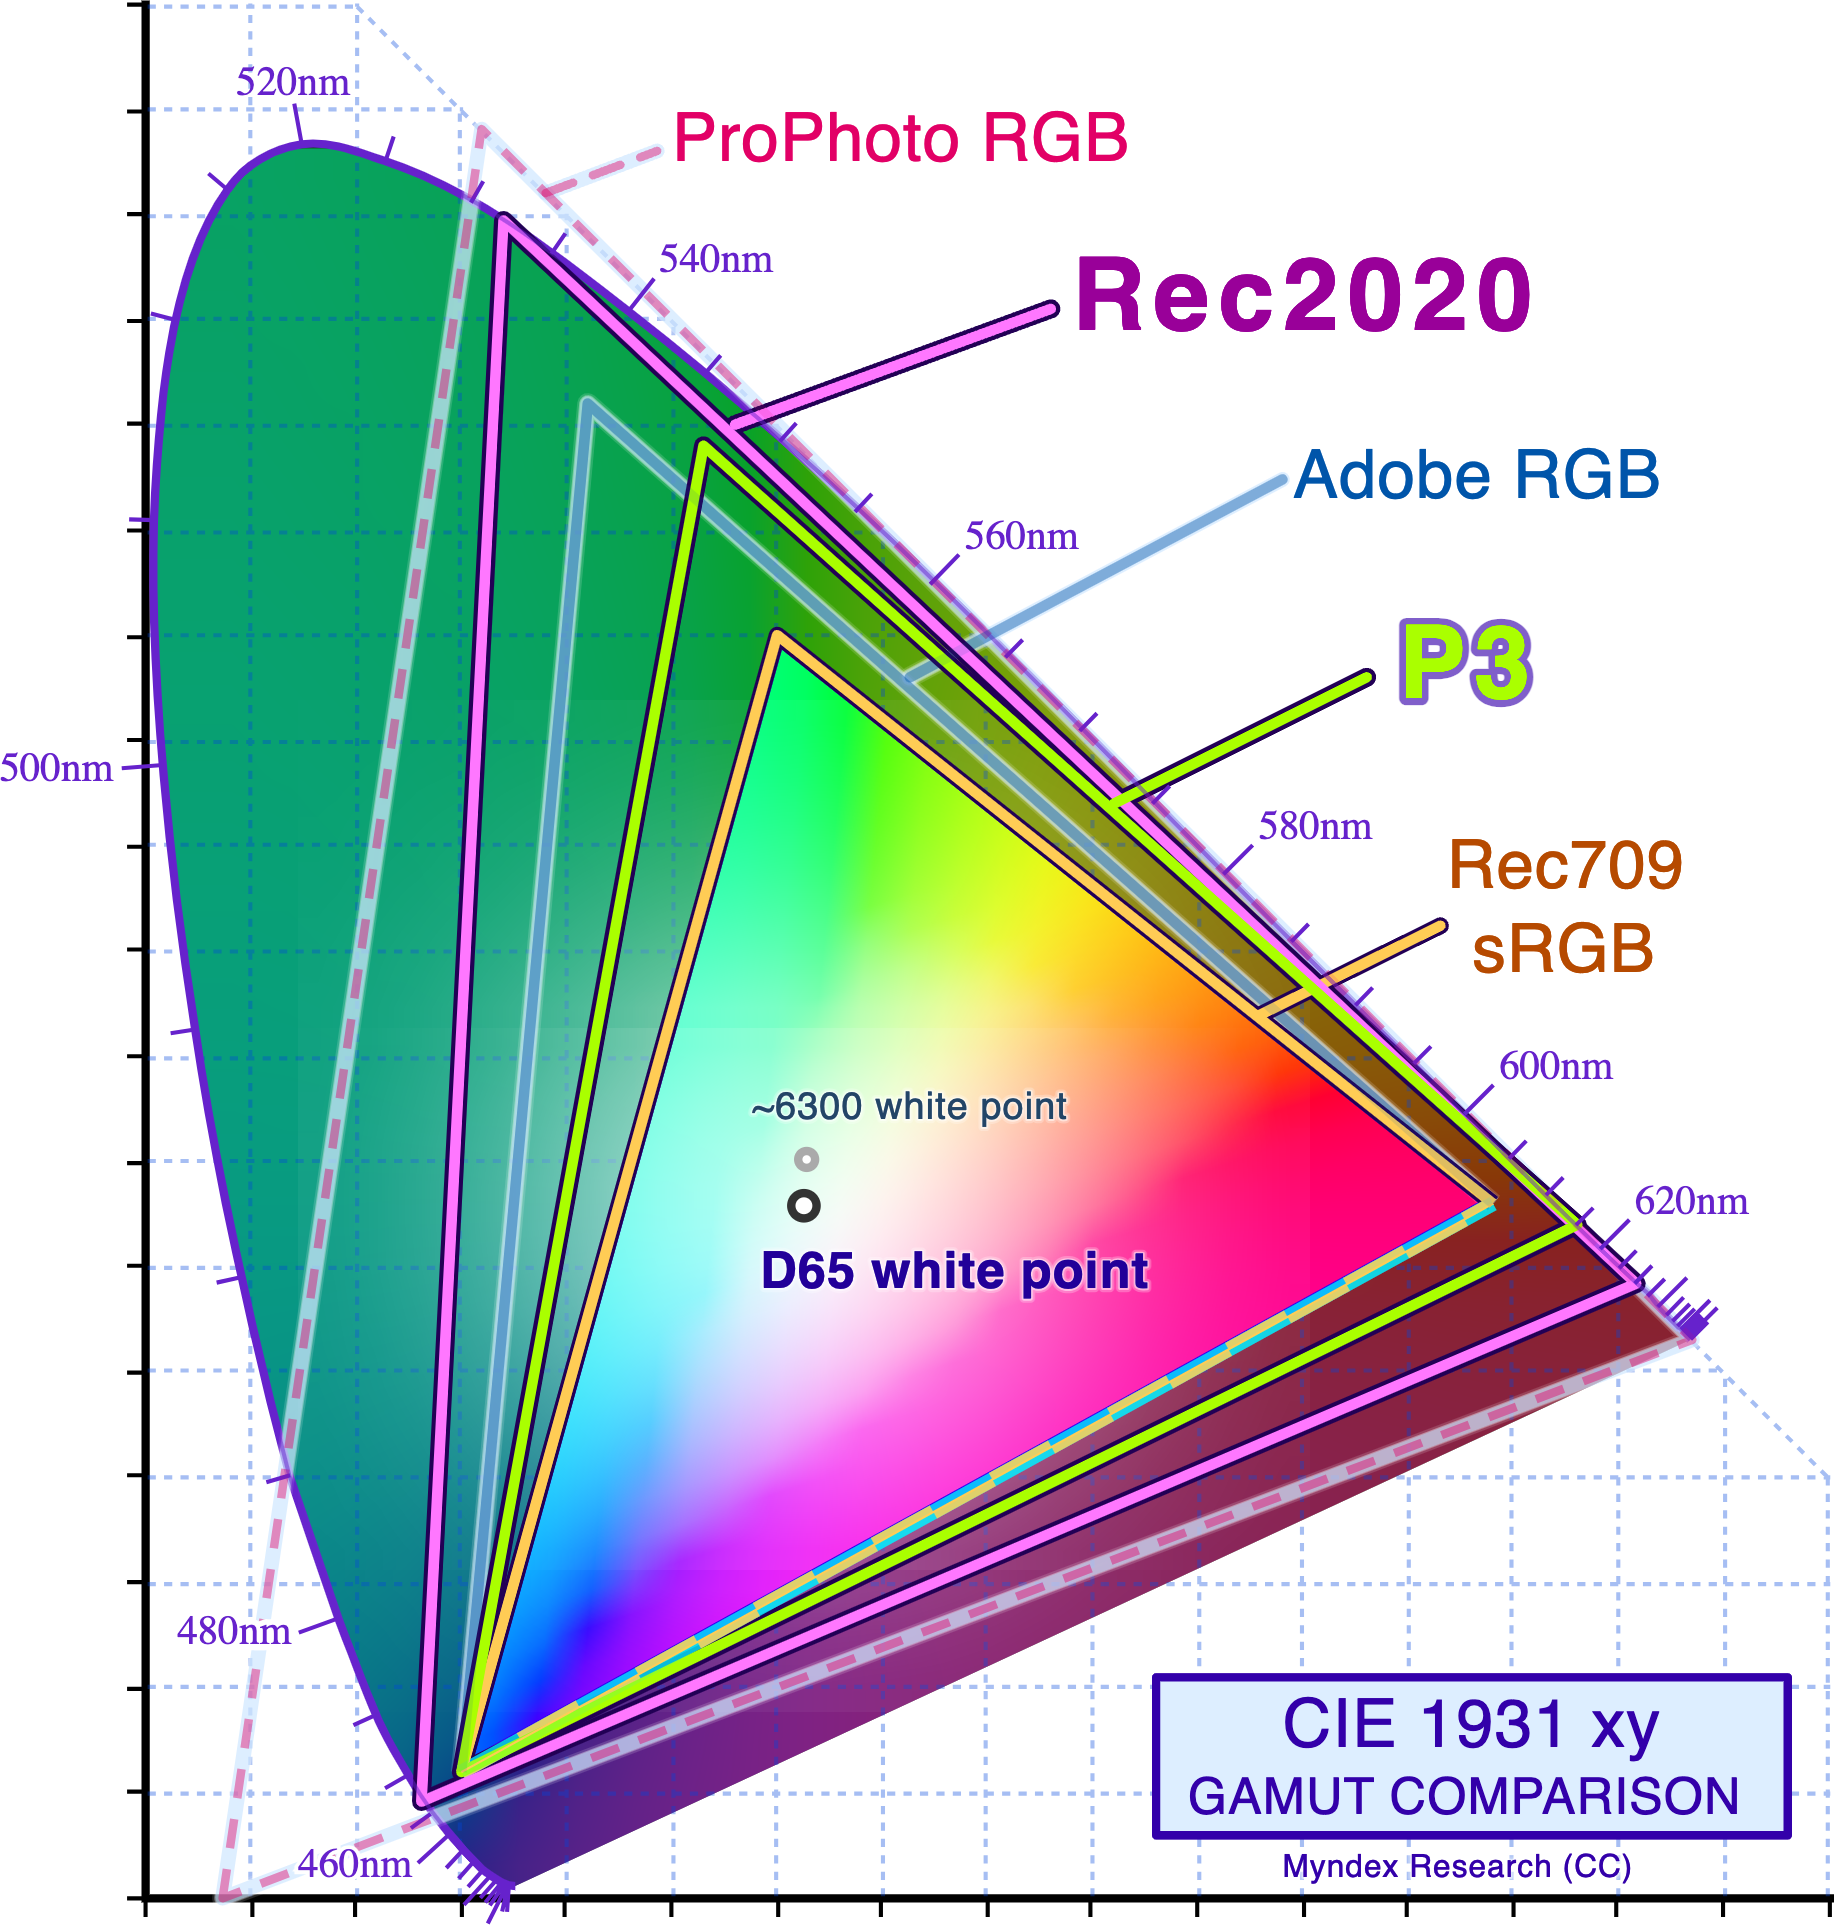 520nm
ProPhoto RGB
540nm
Rec2020
Adobe RGB
560nm
P3
500nm
580nm
Rec709
sRGB
600nm
~6300 white point
620nm
D65 white point
480nm
CIE 1931 xy
GAMUT COMPARISON
460nm
Myndex Research (CC)